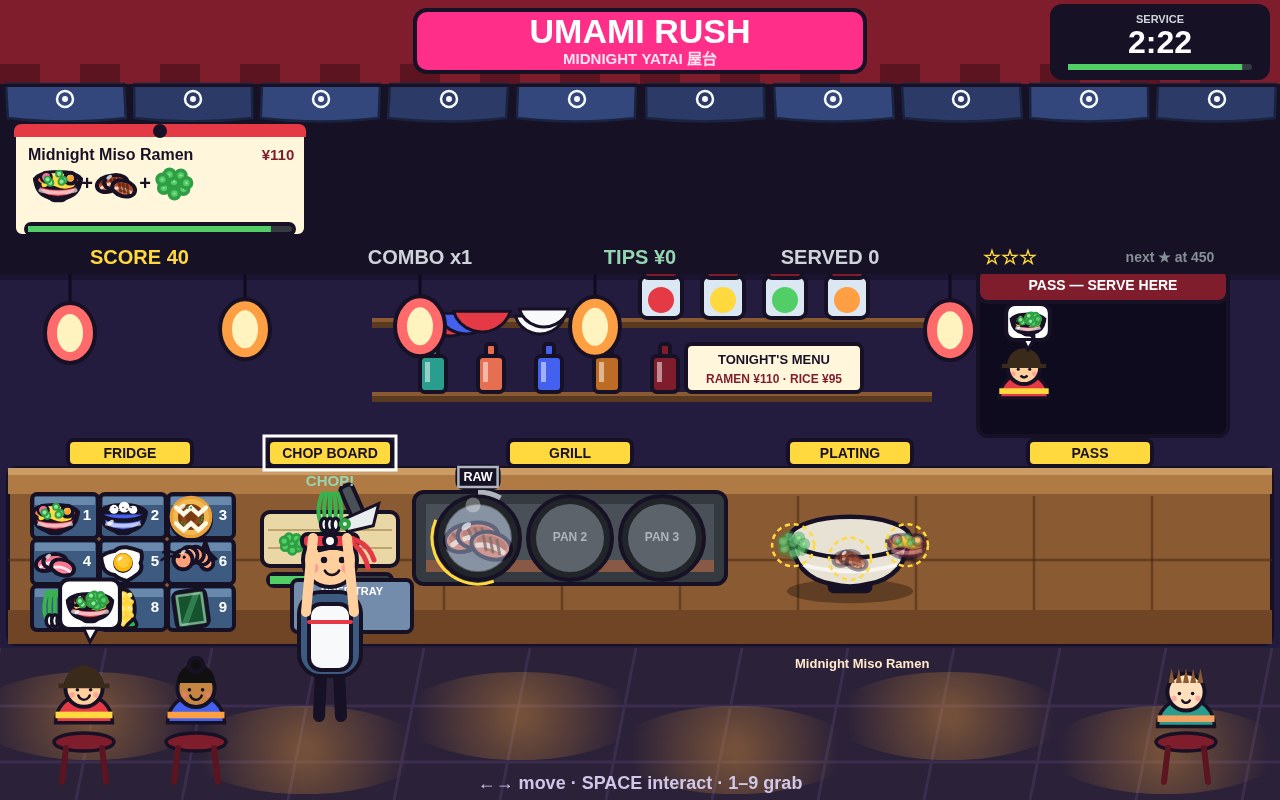 UMAMI RUSH
MIDNIGHT YATAI 屋台
SERVICE
2:22
Midnight Miso Ramen ¥110
+ +
SCORE 40
COMBO x1
TIPS ¥0
SERVED 0
☆☆☆
next ★ at 450
PASS — SERVE HERE
TONIGHT'S MENU
RAMEN ¥110 · RICE ¥95
FRIDGE
CHOP BOARD
GRILL
PLATING
PASS
CHOP!
RAW
1
2
3
4
5
6
8
9
PAN 2
PAN 3
TRAY
Midnight Miso Ramen
←→ move · SPACE interact · 1–9 grab